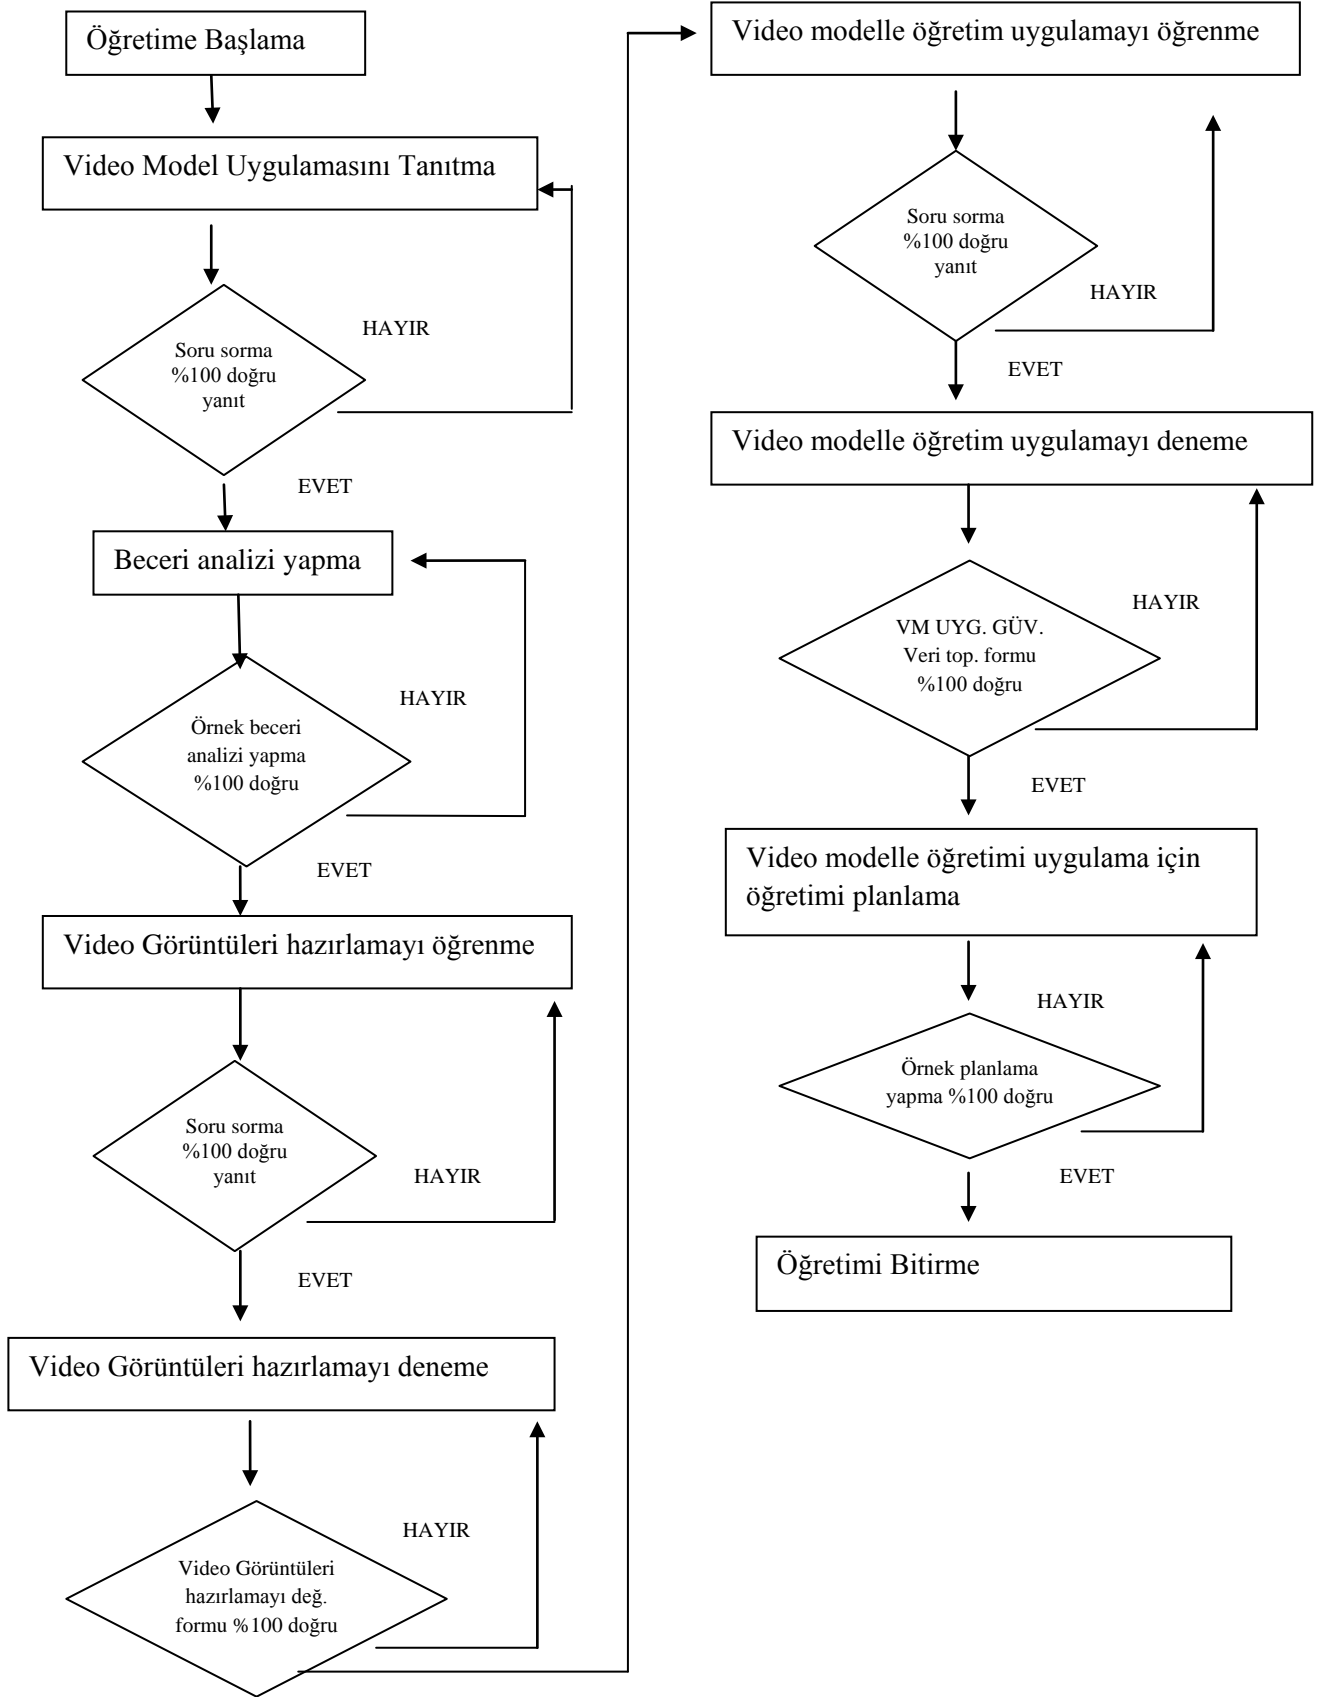 Öğretime Başlama
Video Model Uygulamasını Tanıtma
Soru sorma
%100 doğru
yanıt
HAYIR
EVET
Beceri analizi yapma
Örnek beceri
analizi yapma
%100 doğru
HAYIR
EVET
Video Görüntüleri hazırlamayı öğrenme
Soru sorma
%100 doğru
yanıt
HAYIR
EVET
Video Görüntüleri hazırlamayı deneme
HAYIR
Video Görüntüleri
hazırlamayı değ.
formu %100 doğru
Video modelle öğretim uygulamayı öğrenme
Soru sorma
%100 doğru
yanıt
HAYIR
EVET
Video modelle öğretim uygulamayı deneme
HAYIR
VM UYG. GÜV.
Veri top. formu
%100 doğru
EVET
Video modelle öğretimi uygulama için
öğretimi planlama
HAYIR
Örnek planlama
yapma %100 doğru
EVET
Öğretimi Bitirme